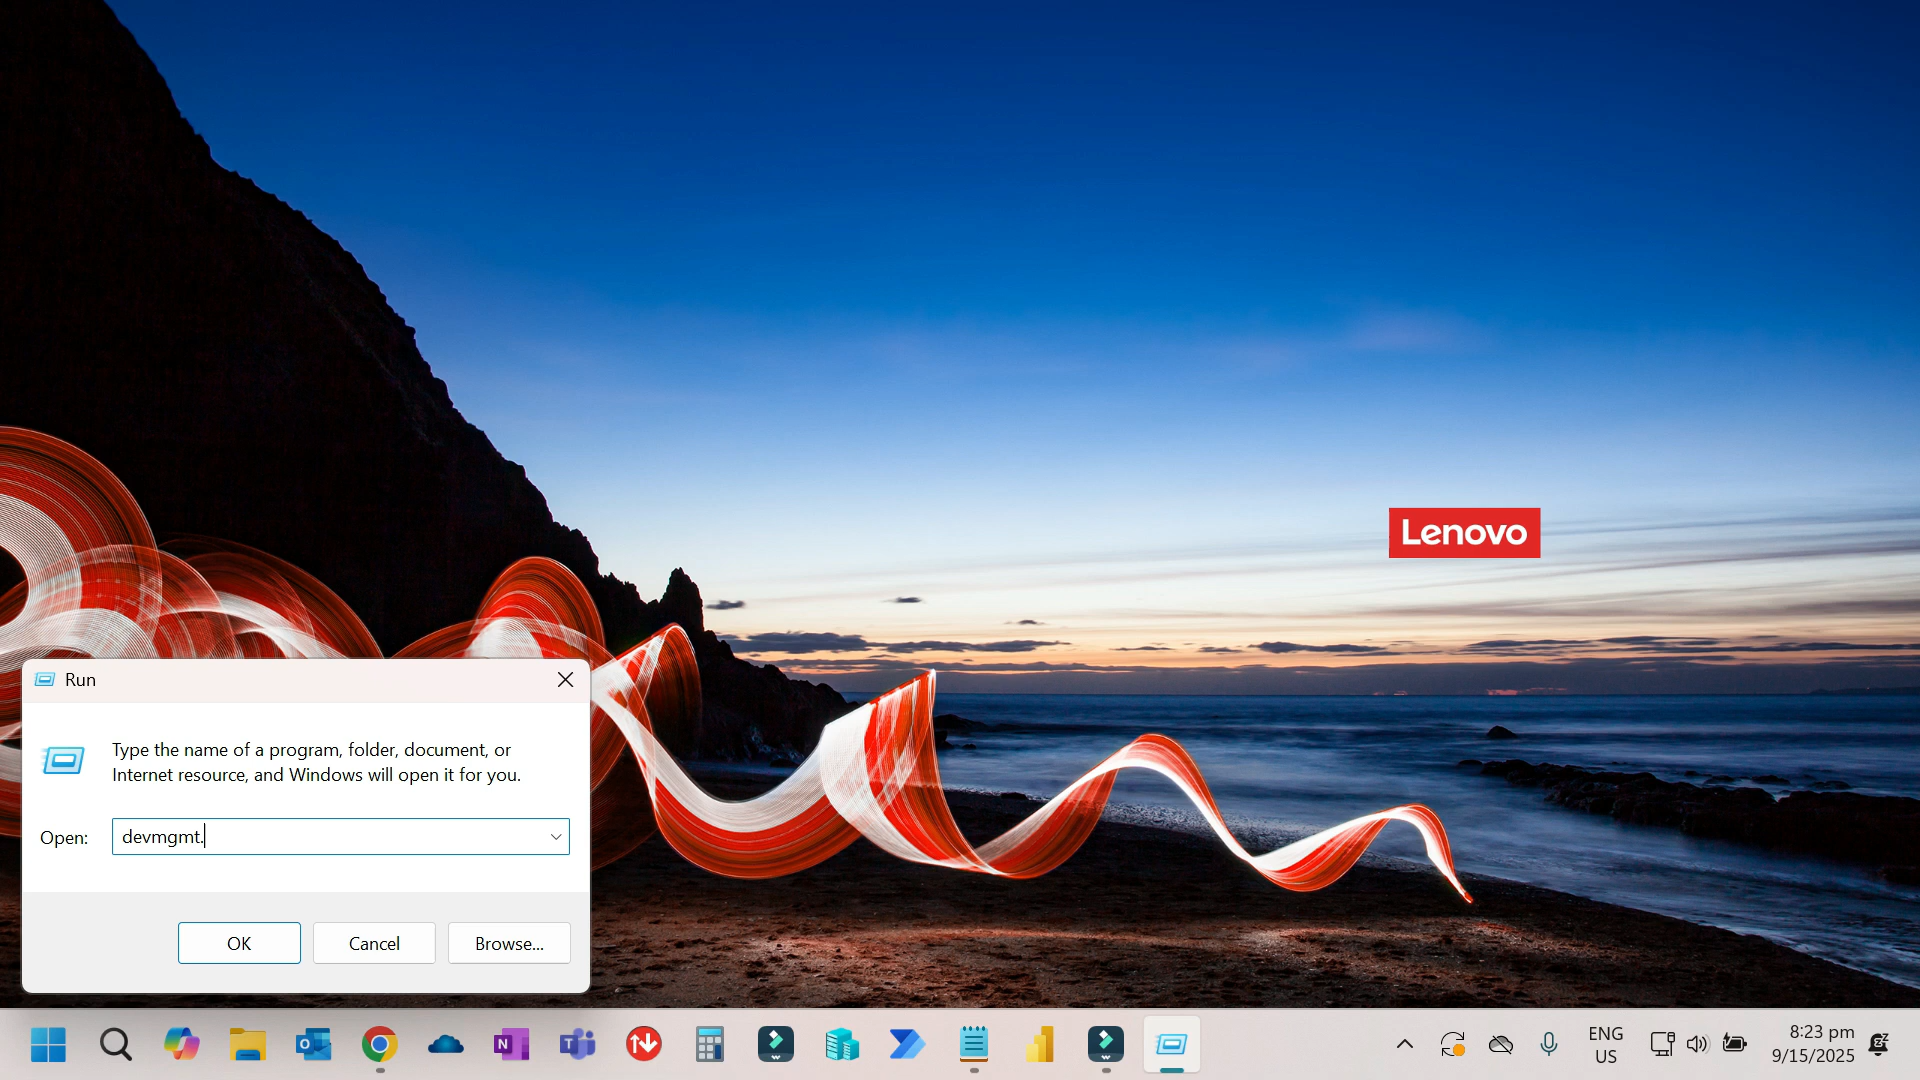 Lenovo
Run
Type the name of a program, folder, document, or
Internet resource, and Windows will open it for you.
Open:
devmgmt.
OK
Cancel
Browse...
ENG
US
8:23 pm
9/15/2025